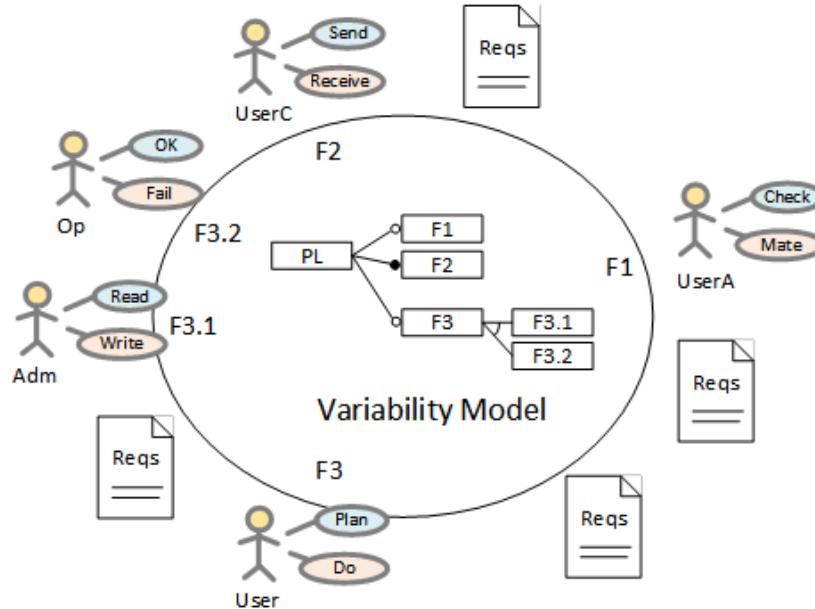 Send
Reqs
Receive
UserC
F2
OK
Fail
Op
F3.2
Check
Mate
UserA
F1
PL
F1
F2
F3
F3.1
F3.2
Read
F3.1
Write
Adm
Variability Model
Reqs
Reqs
F3
Reqs
Plan
Do
User